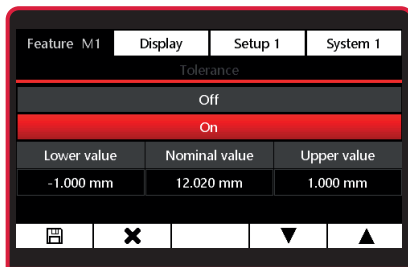 Feature M1 Display Setup 1 System 1
Tolerance
Off
On
Lower value Nominal value Upper value
-1.000 mm 12.020 mm 1.000 mm